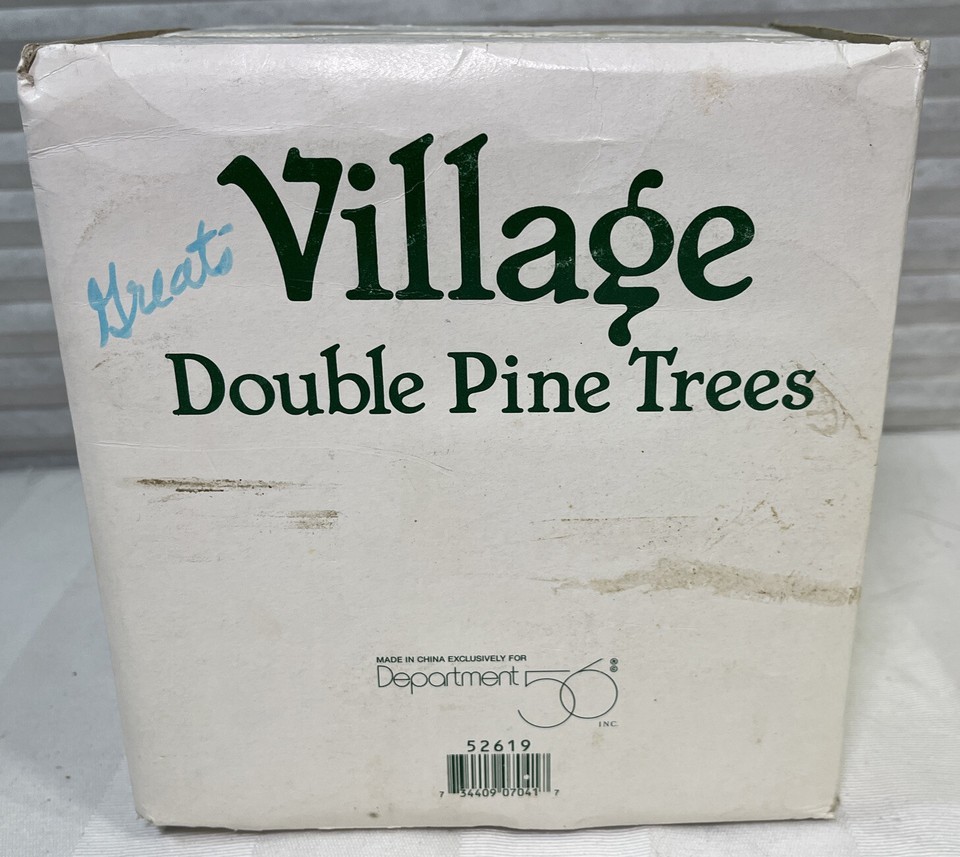 Village
Great
Double Pine Trees
MADE IN CHINA EXCLUSIVELY FOR
Department 56 ®©
INC.
52619
7 34409 07041 7